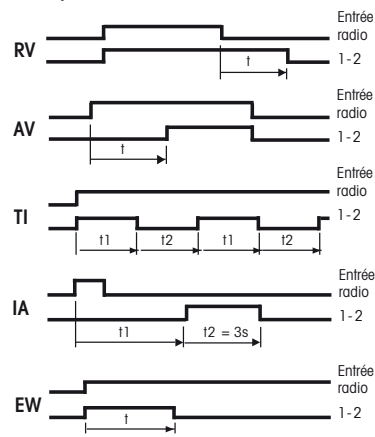 Entrée
radio
RV
t
1-2
Entrée
radio
AV
1-2
t
Entrée
radio
TI
1-2
t1 t2 t1 t2
Entrée
radio
IA
1-2
t1 t2 = 3s
Entrée
radio
EW
1-2
t